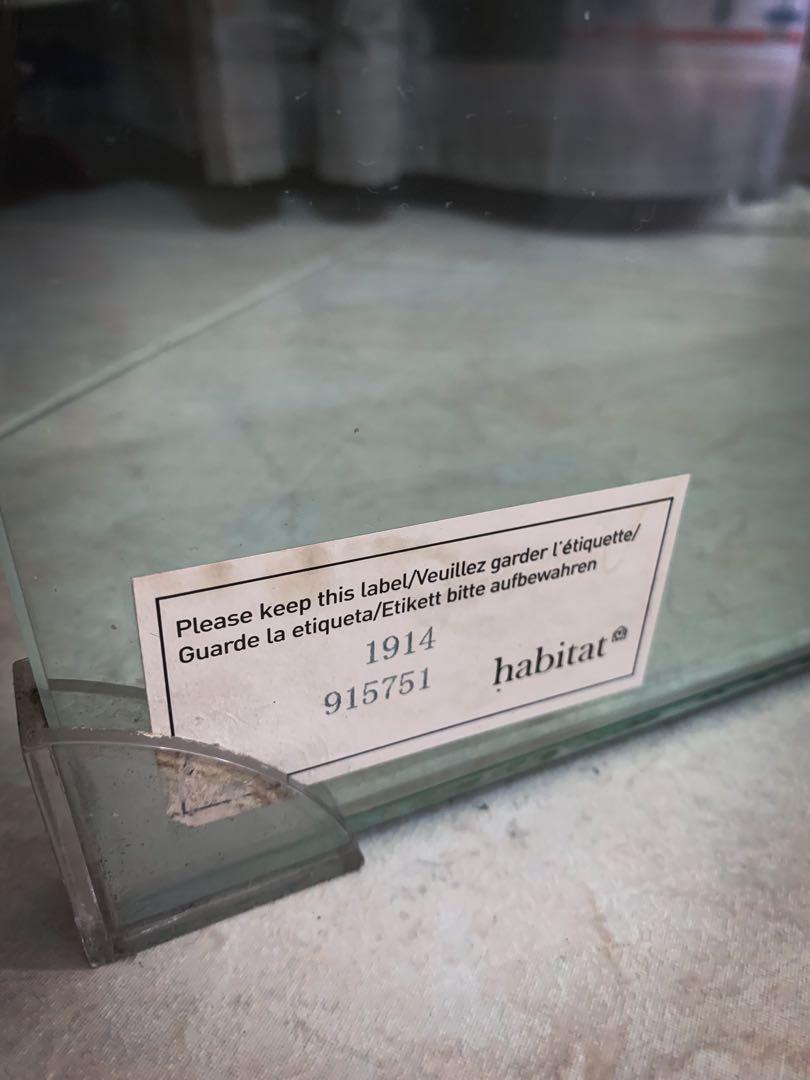 Please keep this label/Veuillez garder l'étiquette/
Guarde la etiqueta/Etikett bitte aufbewahren
1914
915751
habitat